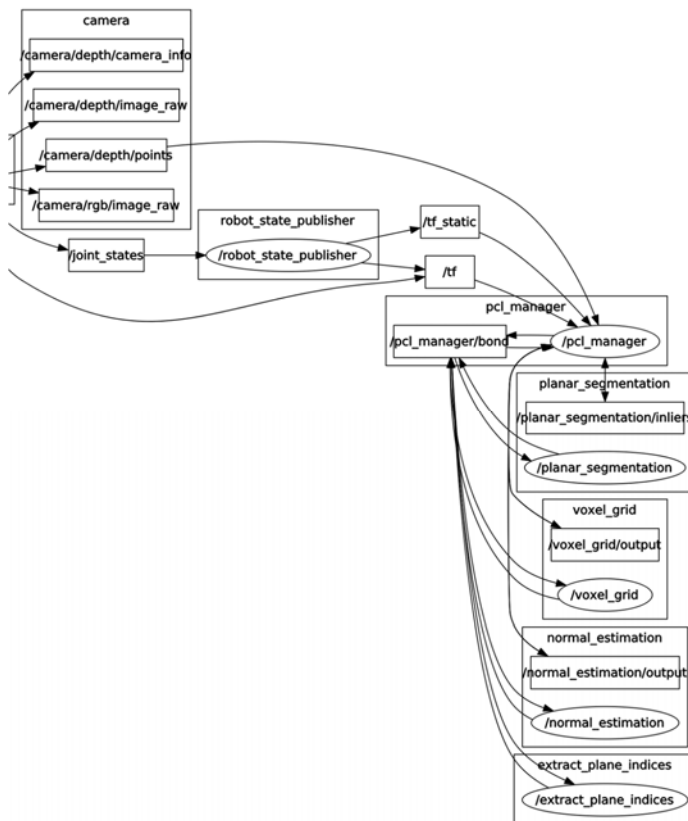 camera
/camera/depth/camera_info
/camera/depth/image_raw
/camera/depth/points
/camera/rgb/image_raw
robot_state_publisher
/robot_state_publisher
/joint_states
/tf_static
/tf
pcl_manager
/pcl_manager/bond
/pcl_manager
planar_segmentation
/planar_segmentation/inliers
/planar_segmentation
voxel_grid
/voxel_grid/output
/voxel_grid
normal_estimation
/normal_estimation/output
/normal_estimation
extract_plane_indices
/extract_plane_indices